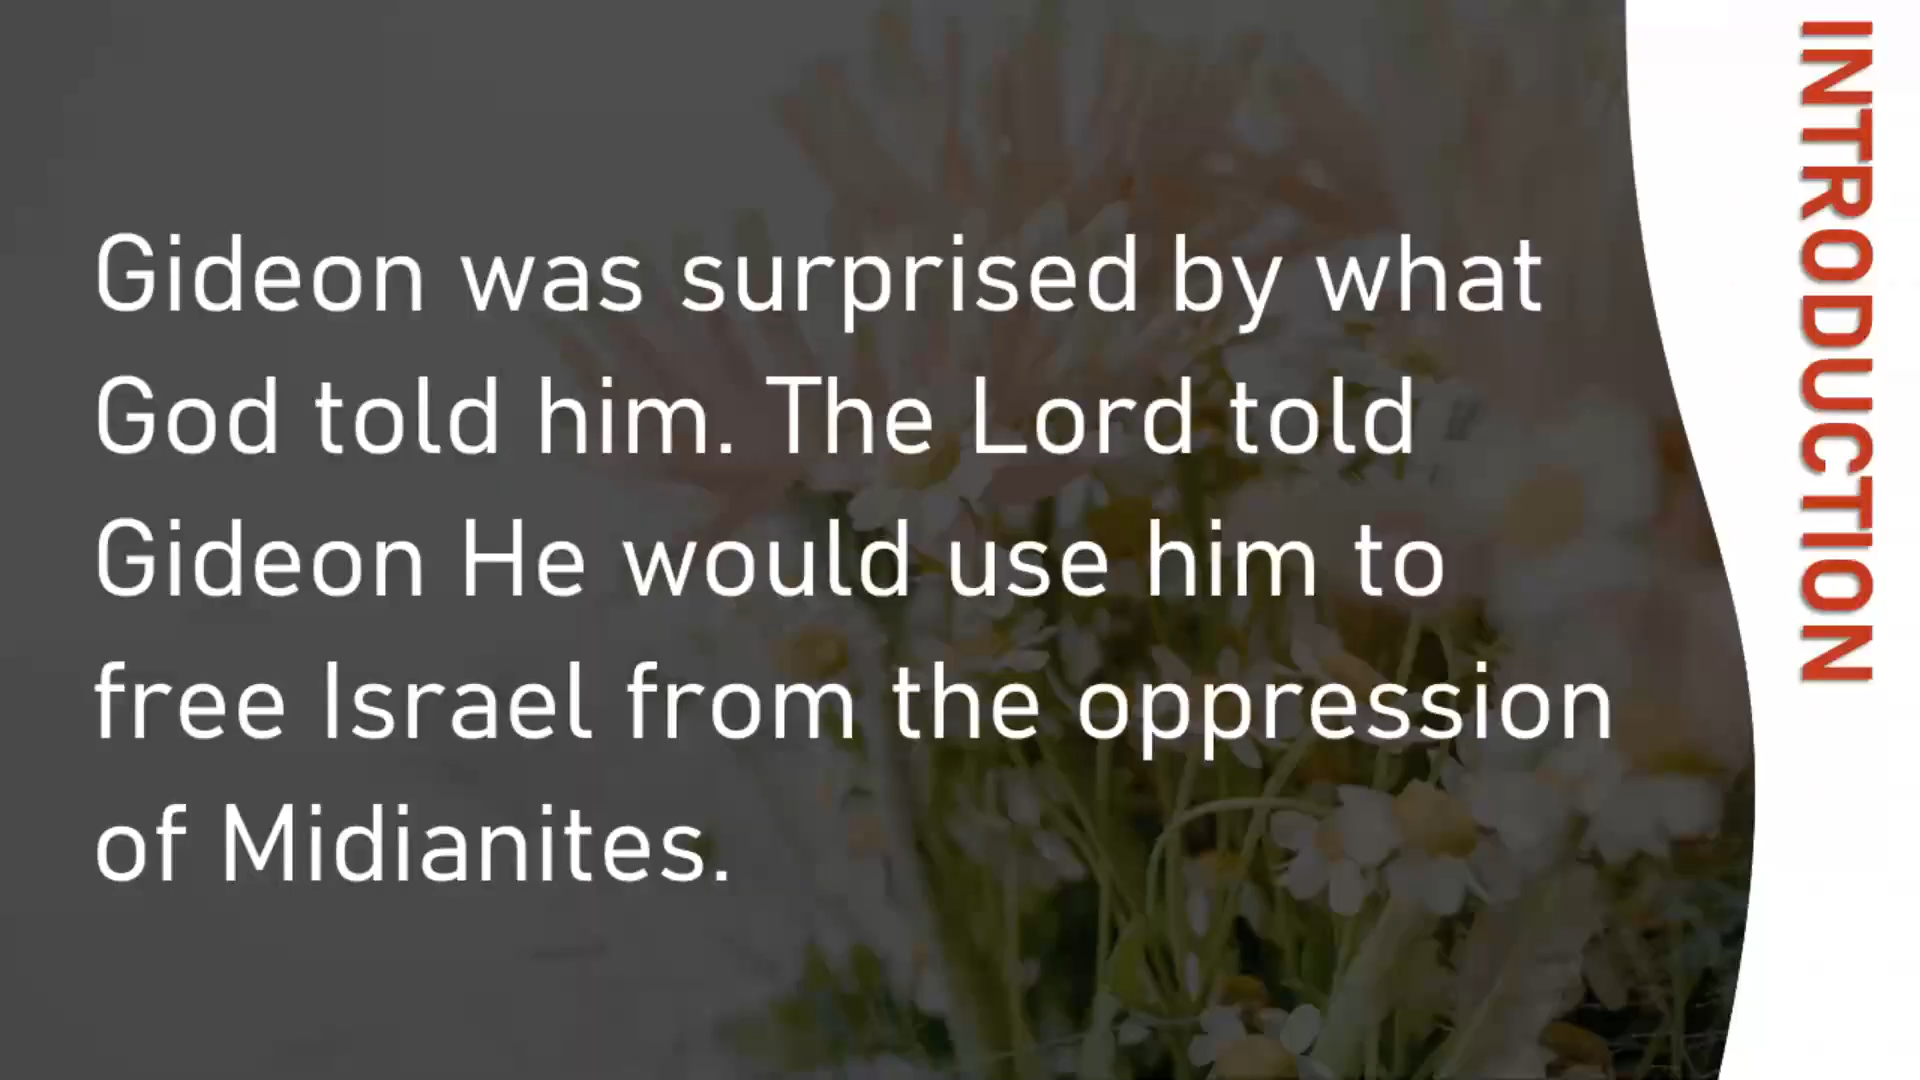 Gideon was surprised by what
God told him. The Lord told
Gideon He would use him to
free Israel from the oppression
of Midianites.
INTRODUCTION